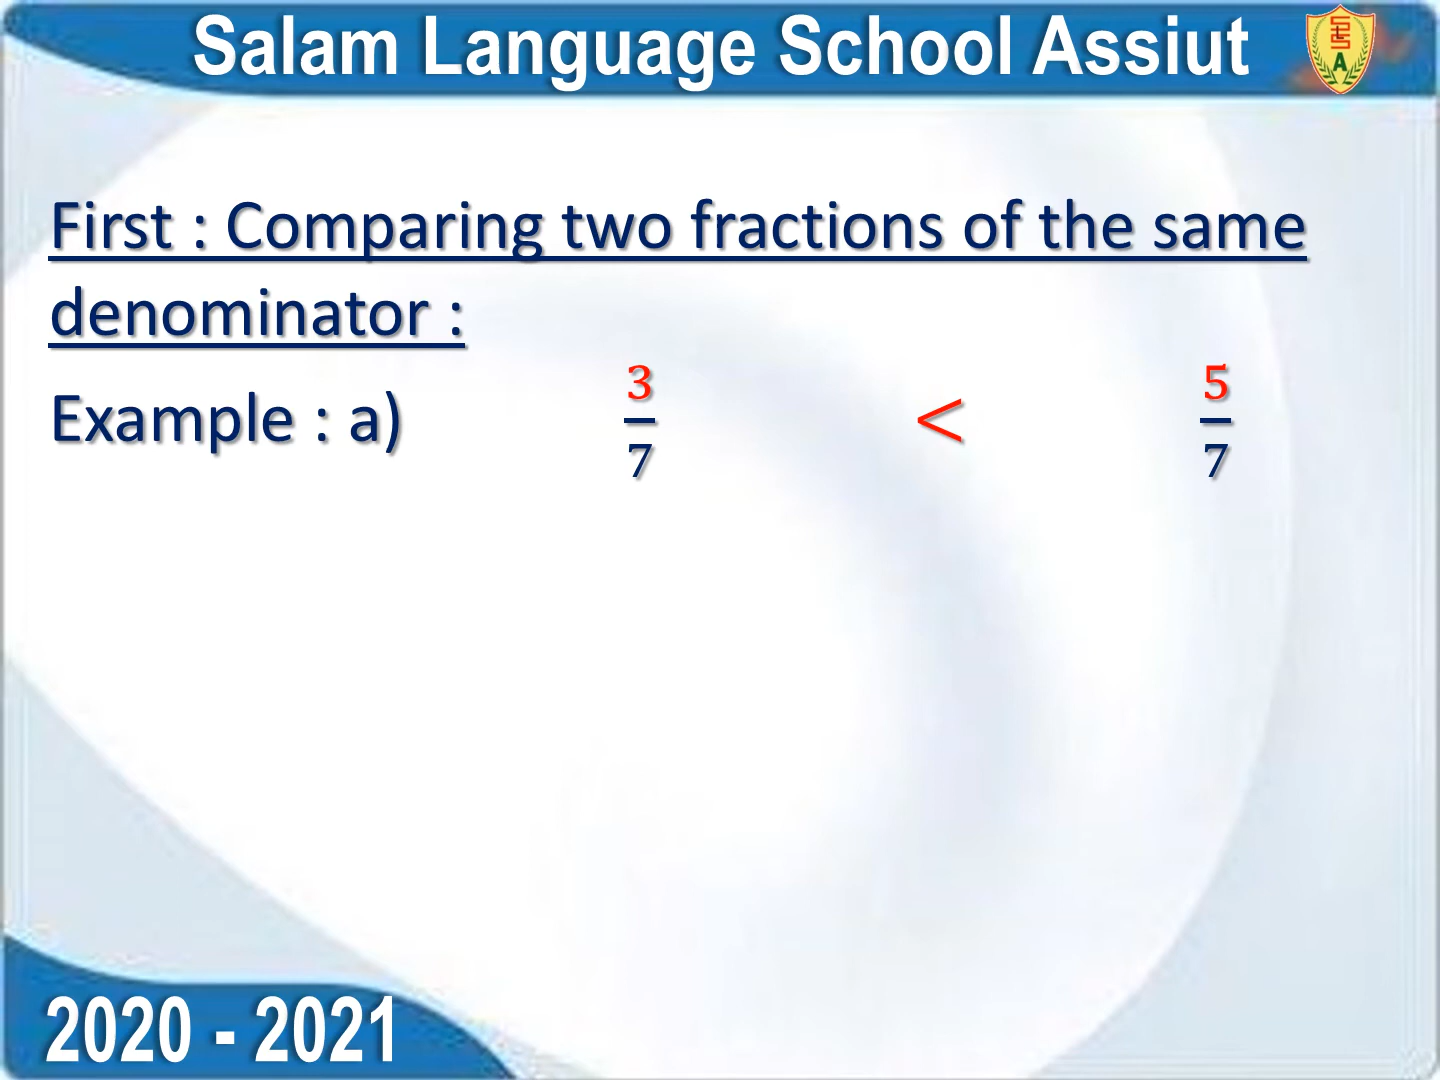 Salam Language School Assiut
First : Comparing two fractions of the same
denominator :
Example : a) 3/7 < 5/7
2020 - 2021